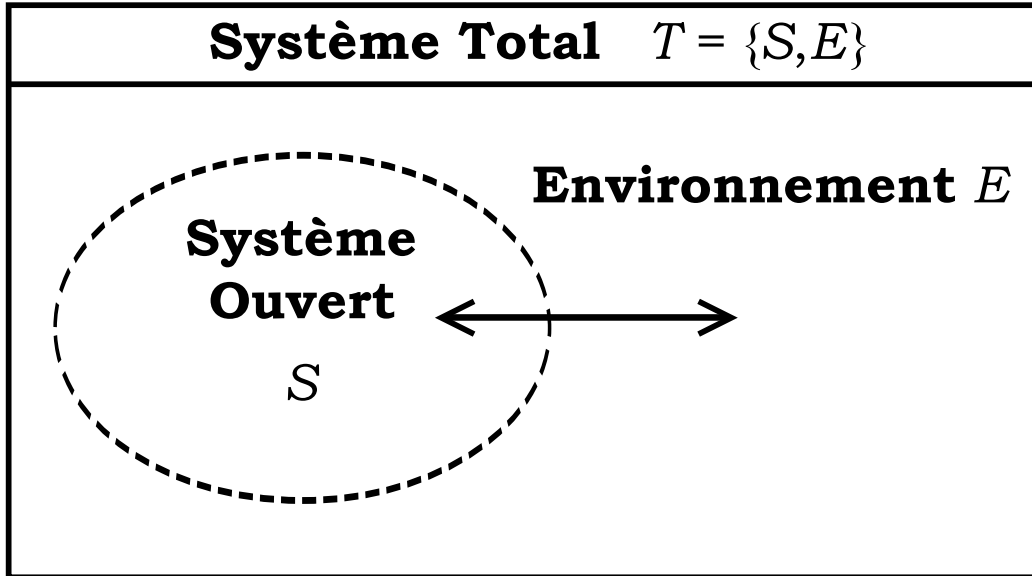 Système Total T = {S,E}
Environnement E
Système
Ouvert
S